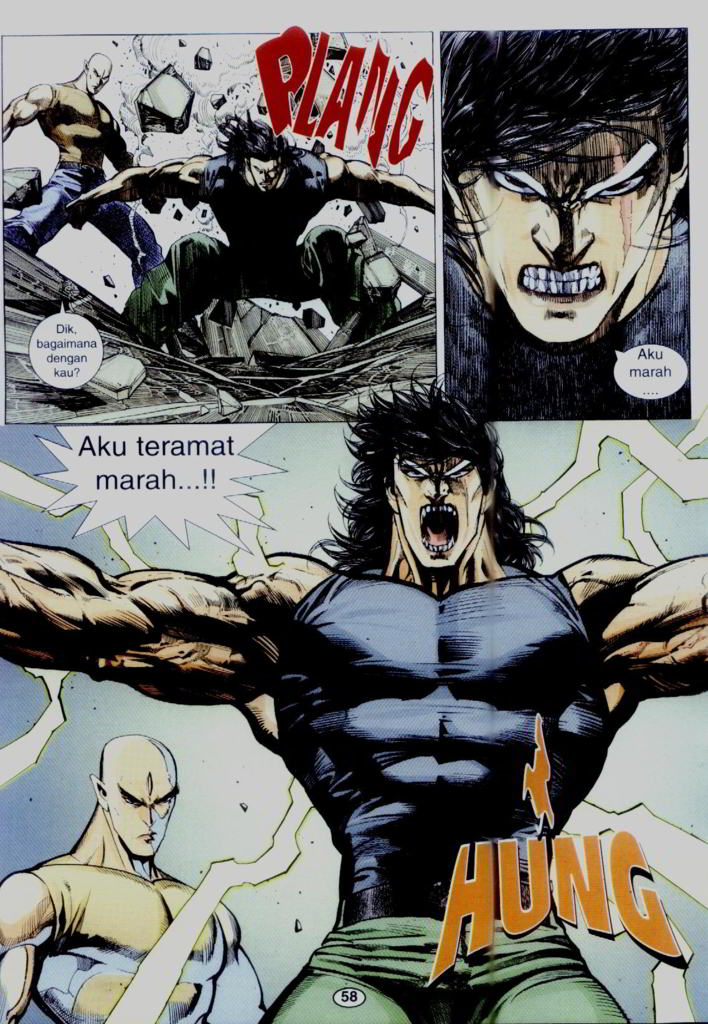 PLANG
Dik,
bagaimana
dengan
kau?
Aku
marah
....
Aku teramat
marah...!!
HUNG
58